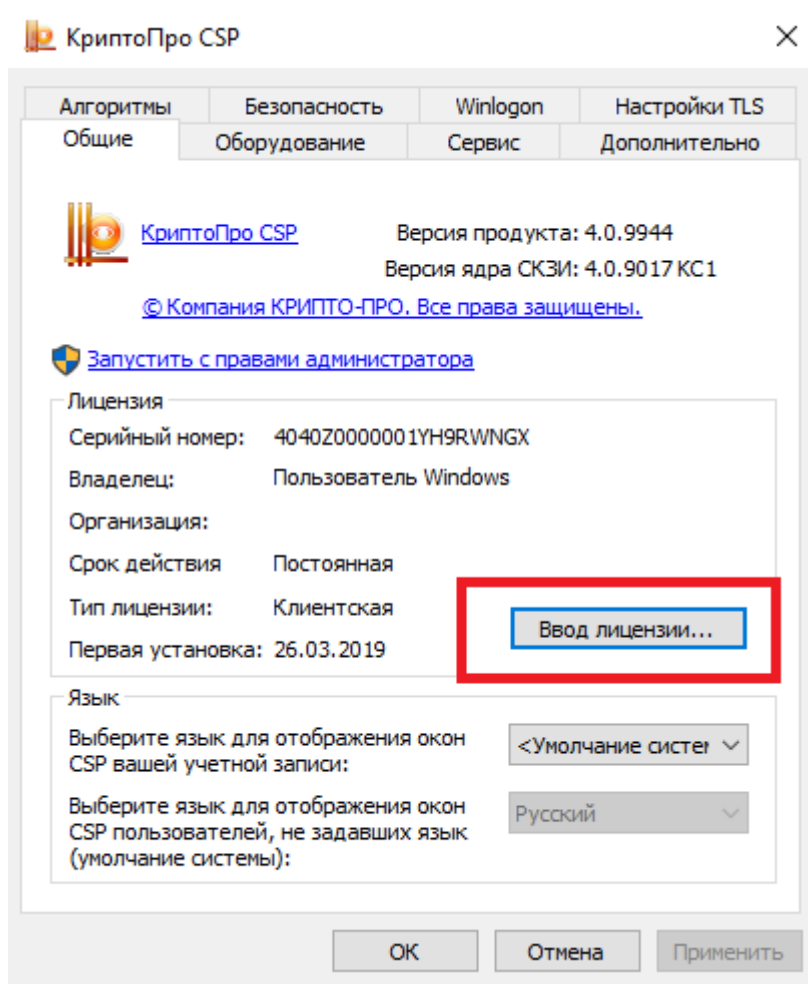 КриптоПро CSP
Алгоритмы Безопасность Winlogon Настройки TLS
Общие Оборудование Сервис Дополнительно
КриптоПро CSP Версия продукта: 4.0.9944
Версия ядра СКЗИ: 4.0.9017 КС1
© Компания КРИПТО-ПРО. Все права защищены.
Запустить с правами администратора
Лицензия
Серийный номер: 4040Z0000001YH9RWNGX
Владелец: Пользователь Windows
Организация:
Срок действия Постоянная
Тип лицензии: Клиентская
Ввод лицензии...
Первая установка: 26.03.2019
Язык
Выберите язык для отображения окон
CSP вашей учетной записи:
<Умолчание систег
Выберите язык для отображения окон
CSP пользователей, не задавших язык
(умолчание системы):
Русский
ОК Отмена Применить